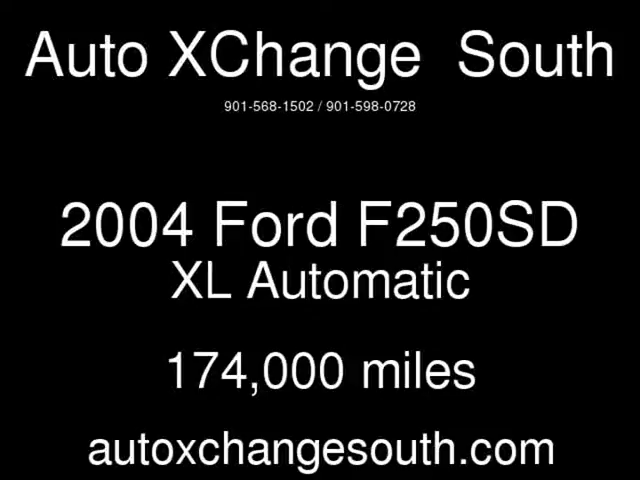 Auto XChange South
901-568-1502 / 901-598-0728
2004 Ford F250SD
XL Automatic
174,000 miles
autoxchangesouth.com